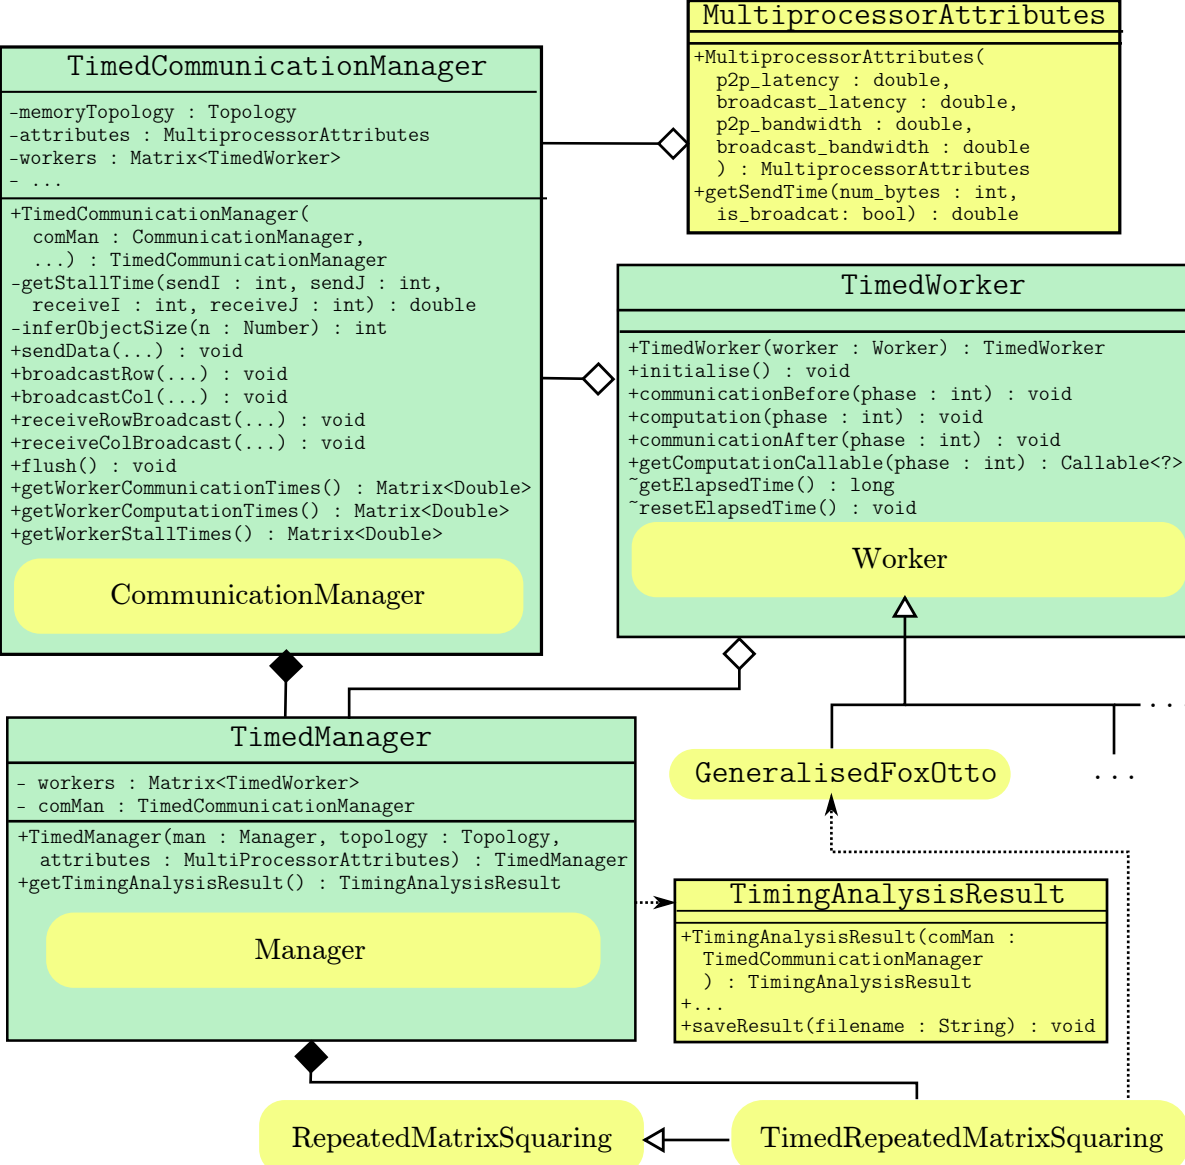 MultiprocessorAttributes
+MultiprocessorAttributes(
p2p_latency : double,
broadcast_latency : double,
p2p_bandwidth : double,
broadcast_bandwidth : double
) : MultiprocessorAttributes
+getSendTime(num_bytes : int,
is_broadcat: bool) : double
TimedCommunicationManager
-memoryTopology : Topology
-attributes : MultiprocessorAttributes
-workers : Matrix<TimedWorker>
- ...
+TimedCommunicationManager(
comMan : CommunicationManager,
...) : TimedCommunicationManager
-getStallTime(sendI : int, sendJ : int,
receiveI : int, receiveJ : int) : double
-inferObjectSize(n : Number) : int
+sendData(...) : void
+broadcastRow(...) : void
+broadcastCol(...) : void
+receiveRowBroadcast(...) : void
+receiveColBroadcast(...) : void
+flush() : void
+getWorkerCommunicationTimes() : Matrix<Double>
+getWorkerComputationTimes() : Matrix<Double>
+getWorkerStallTimes() : Matrix<Double>
CommunicationManager
TimedWorker
+TimedWorker(worker : Worker) : TimedWorker
+initialise() : void
+communicationBefore(phase : int) : void
+computation(phase : int) : void
+communicationAfter(phase : int) : void
+getComputationCallable(phase : int) : Callable<?>
~getElapsedTime() : long
~resetElapsedTime() : void
Worker
...
GeneralisedFoxOtto
...
TimedManager
- workers : Matrix<TimedWorker>
- comMan : TimedCommunicationManager
+TimedManager(man : Manager, topology : Topology,
attributes : MultiProcessorAttributes) : TimedManager
+getTimingAnalysisResult() : TimingAnalysisResult
Manager
TimingAnalysisResult
+TimingAnalysisResult(comMan :
TimedCommunicationManager
) : TimingAnalysisResult
+...
+saveResult(filename : String) : void
RepeatedMatrixSquaring
TimedRepeatedMatrixSquaring